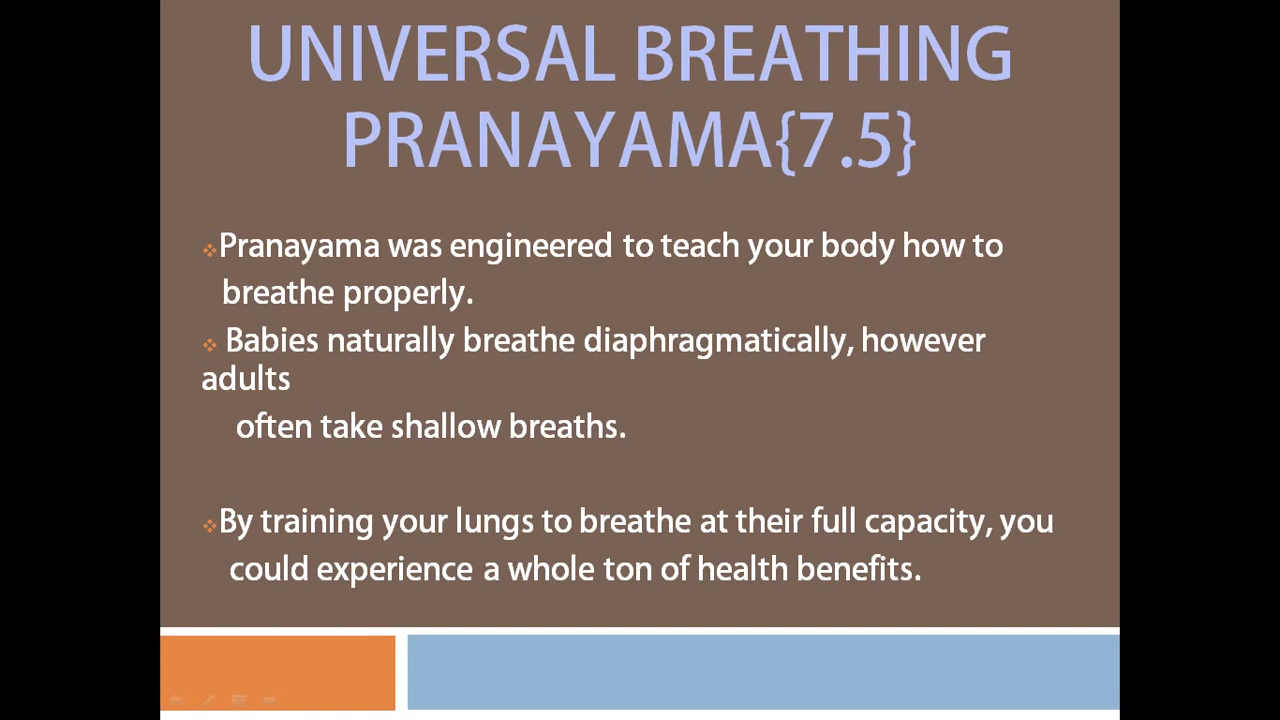 UNIVERSAL BREATHING
PRANAYAMA{7.5}
Pranayama was engineered to teach your body how to
breathe properly.
Babies naturally breathe diaphragmatically, however
adults
often take shallow breaths.
By training your lungs to breathe at their full capacity, you
could experience a whole ton of health benefits.